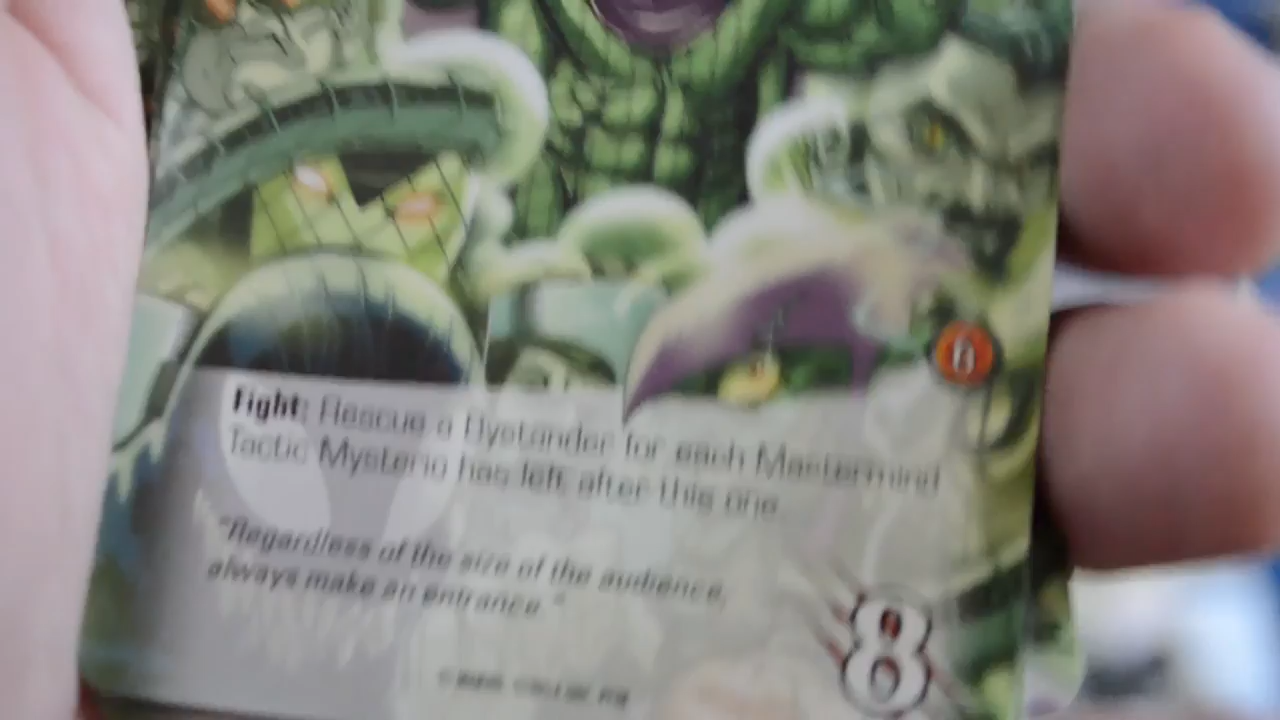 6
Fight: Rescue a Bystander for each Mastermind
Tactic Mysterio has left after this one.
"Regardless of the size of the audience,
always make an entrance."
8